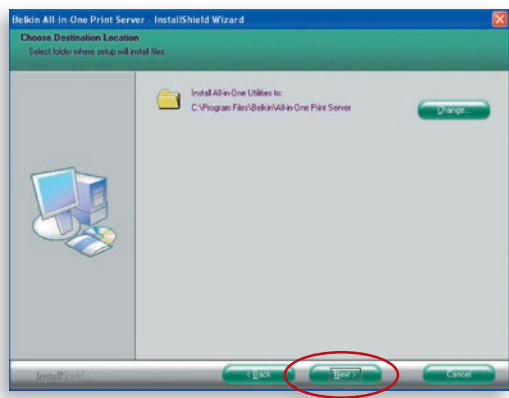 Belkin All in One Print Server - InstallShield Wizard
Choose Destination Location
Select folder where setup will install files.
Install All-in-One Utilities to:
C:\Program Files\Belkin\All-in-One Print Server
Change...
InstallShield
< Back
Next >
Cancel